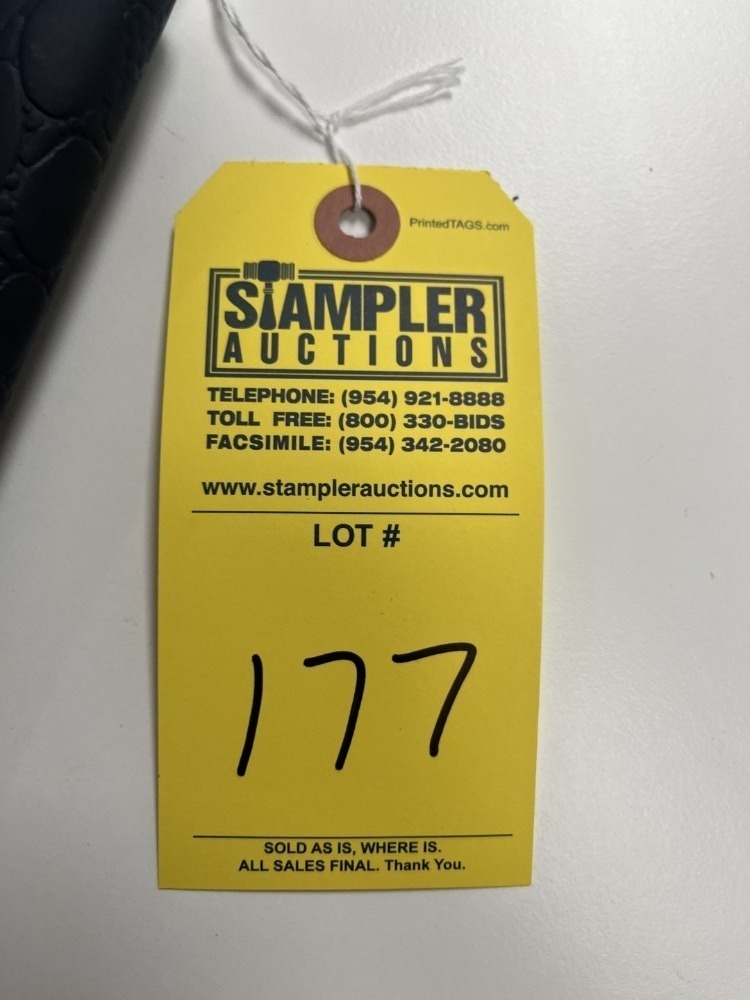 PrintedTAGS.com
STAMPLER
AUCTIONS
TELEPHONE: (954) 921-8888
TOLL FREE: (800) 330-BIDS
FACSIMILE: (954) 342-2080
www.stamplerauctions.com
LOT #
177
SOLD AS IS, WHERE IS.
ALL SALES FINAL. Thank You.